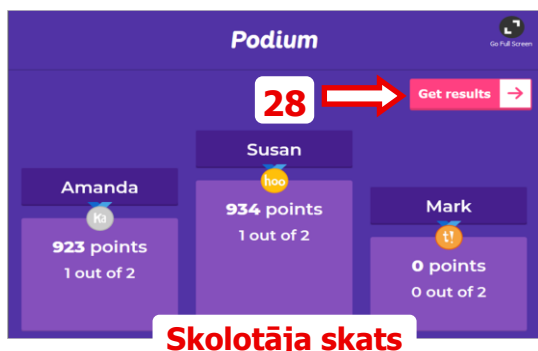 Podium
Go Full Screen
28
Get results
Susan
hoo
934 points
1 out of 2
Amanda
Ka
923 points
1 out of 2
Mark
t!
0 points
0 out of 2
Skolotāja skats